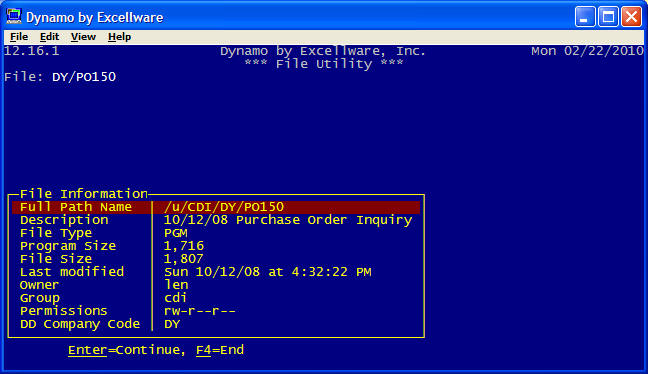 Dynamo by Excellware
File Edit View Help
12.16.1 Dynamo by Excellware, Inc. Mon 02/22/2010
*** File Utility ***
File: DY/PO150
File Information
Full Path Name /u/CDI/DY/PO150
Description 10/12/08 Purchase Order Inquiry
File Type PGM
Program Size 1,716
File Size 1,807
Last modified Sun 10/12/08 at 4:32:22 PM
Owner len
Group cdi
Permissions rw-r--r--
DD Company Code DY
Enter=Continue, F4=End